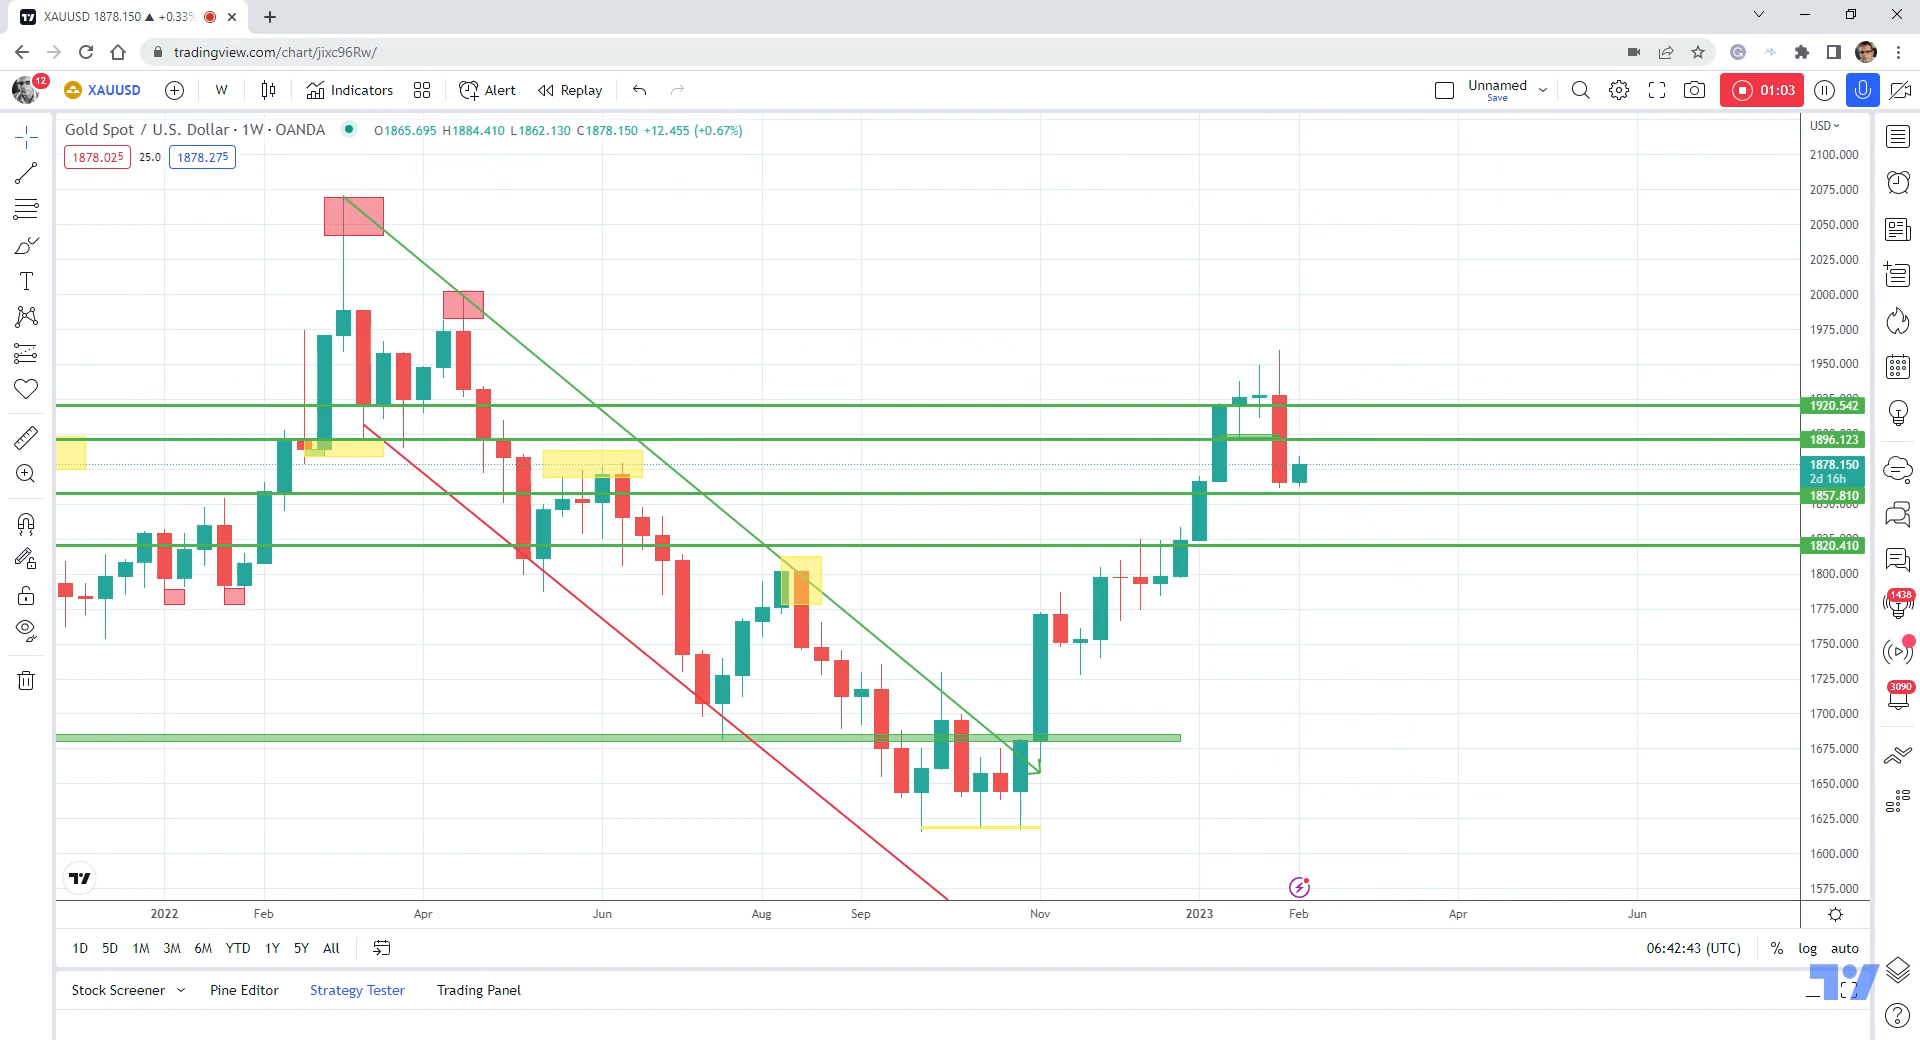 XAUUSD 1878.150 ▲ +0.33%
tradingview.com/chart/jixc96Rw/
12 XAUUSD W Indicators Alert Replay Unnamed Save 01:03
Gold Spot / U.S. Dollar · 1W · OANDA O1865.695 H1884.410 L1862.130 C1878.150 +12.455 (+0.67%)
1878.025 25.0 1878.275
USD
2100.000
2075.000
2050.000
2025.000
2000.000
1975.000
1950.000
1920.542
1896.123
1878.150
2d 16h
1857.810
1820.410
1800.000
1775.000
1750.000
1725.000
1700.000
1675.000
1650.000
1625.000
1600.000
1575.000
1438
3090
2022 Feb Apr Jun Aug Sep Nov 2023 Feb Apr Jun
1D 5D 1M 3M 6M YTD 1Y 5Y All 06:42:43 (UTC) % log auto
Stock Screener Pine Editor Strategy Tester Trading Panel